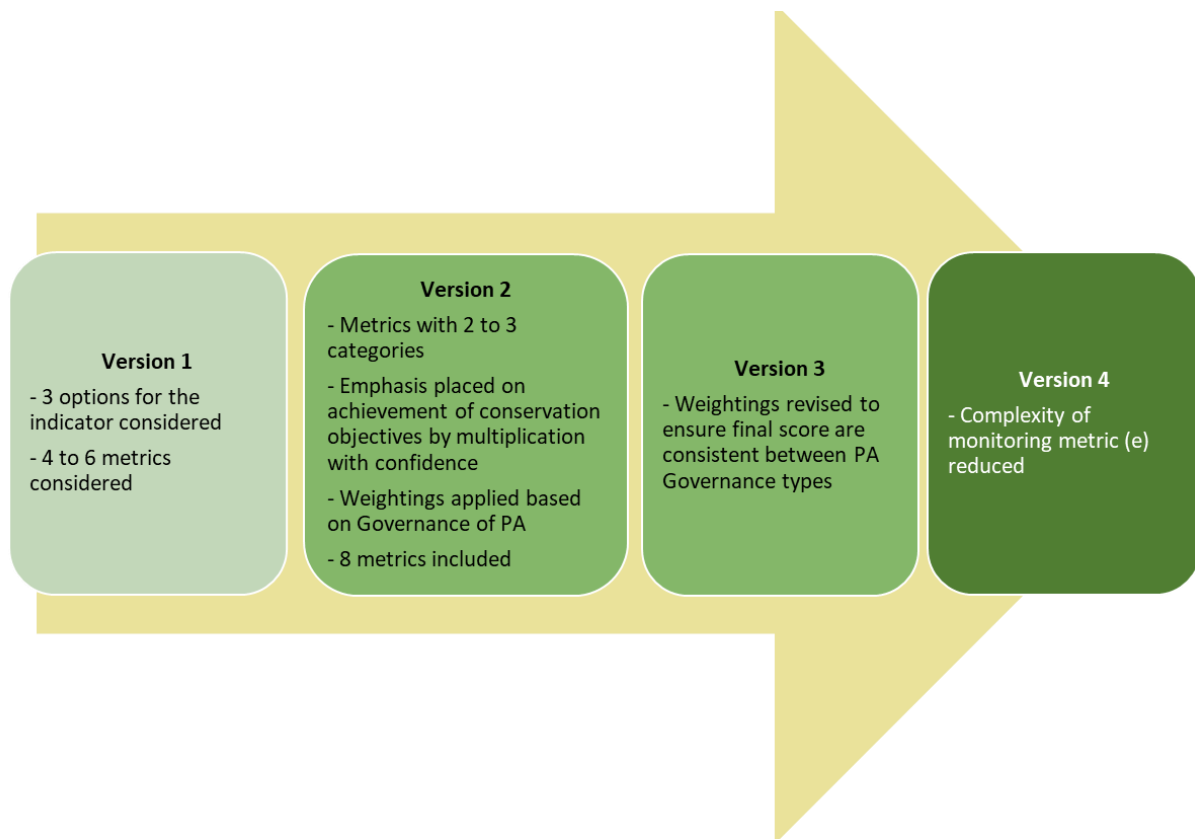 Version 1
- 3 options for the
indicator considered
- 4 to 6 metrics
considered
Version 2
- Metrics with 2 to 3
categories
- Emphasis placed on
achievement of conservation
objectives by multiplication
with confidence
- Weightings applied based
on Governance of PA
- 8 metrics included
Version 3
- Weightings revised to
ensure final score are
consistent between PA
Governance types
Version 4
- Complexity of
monitoring metric (e)
reduced